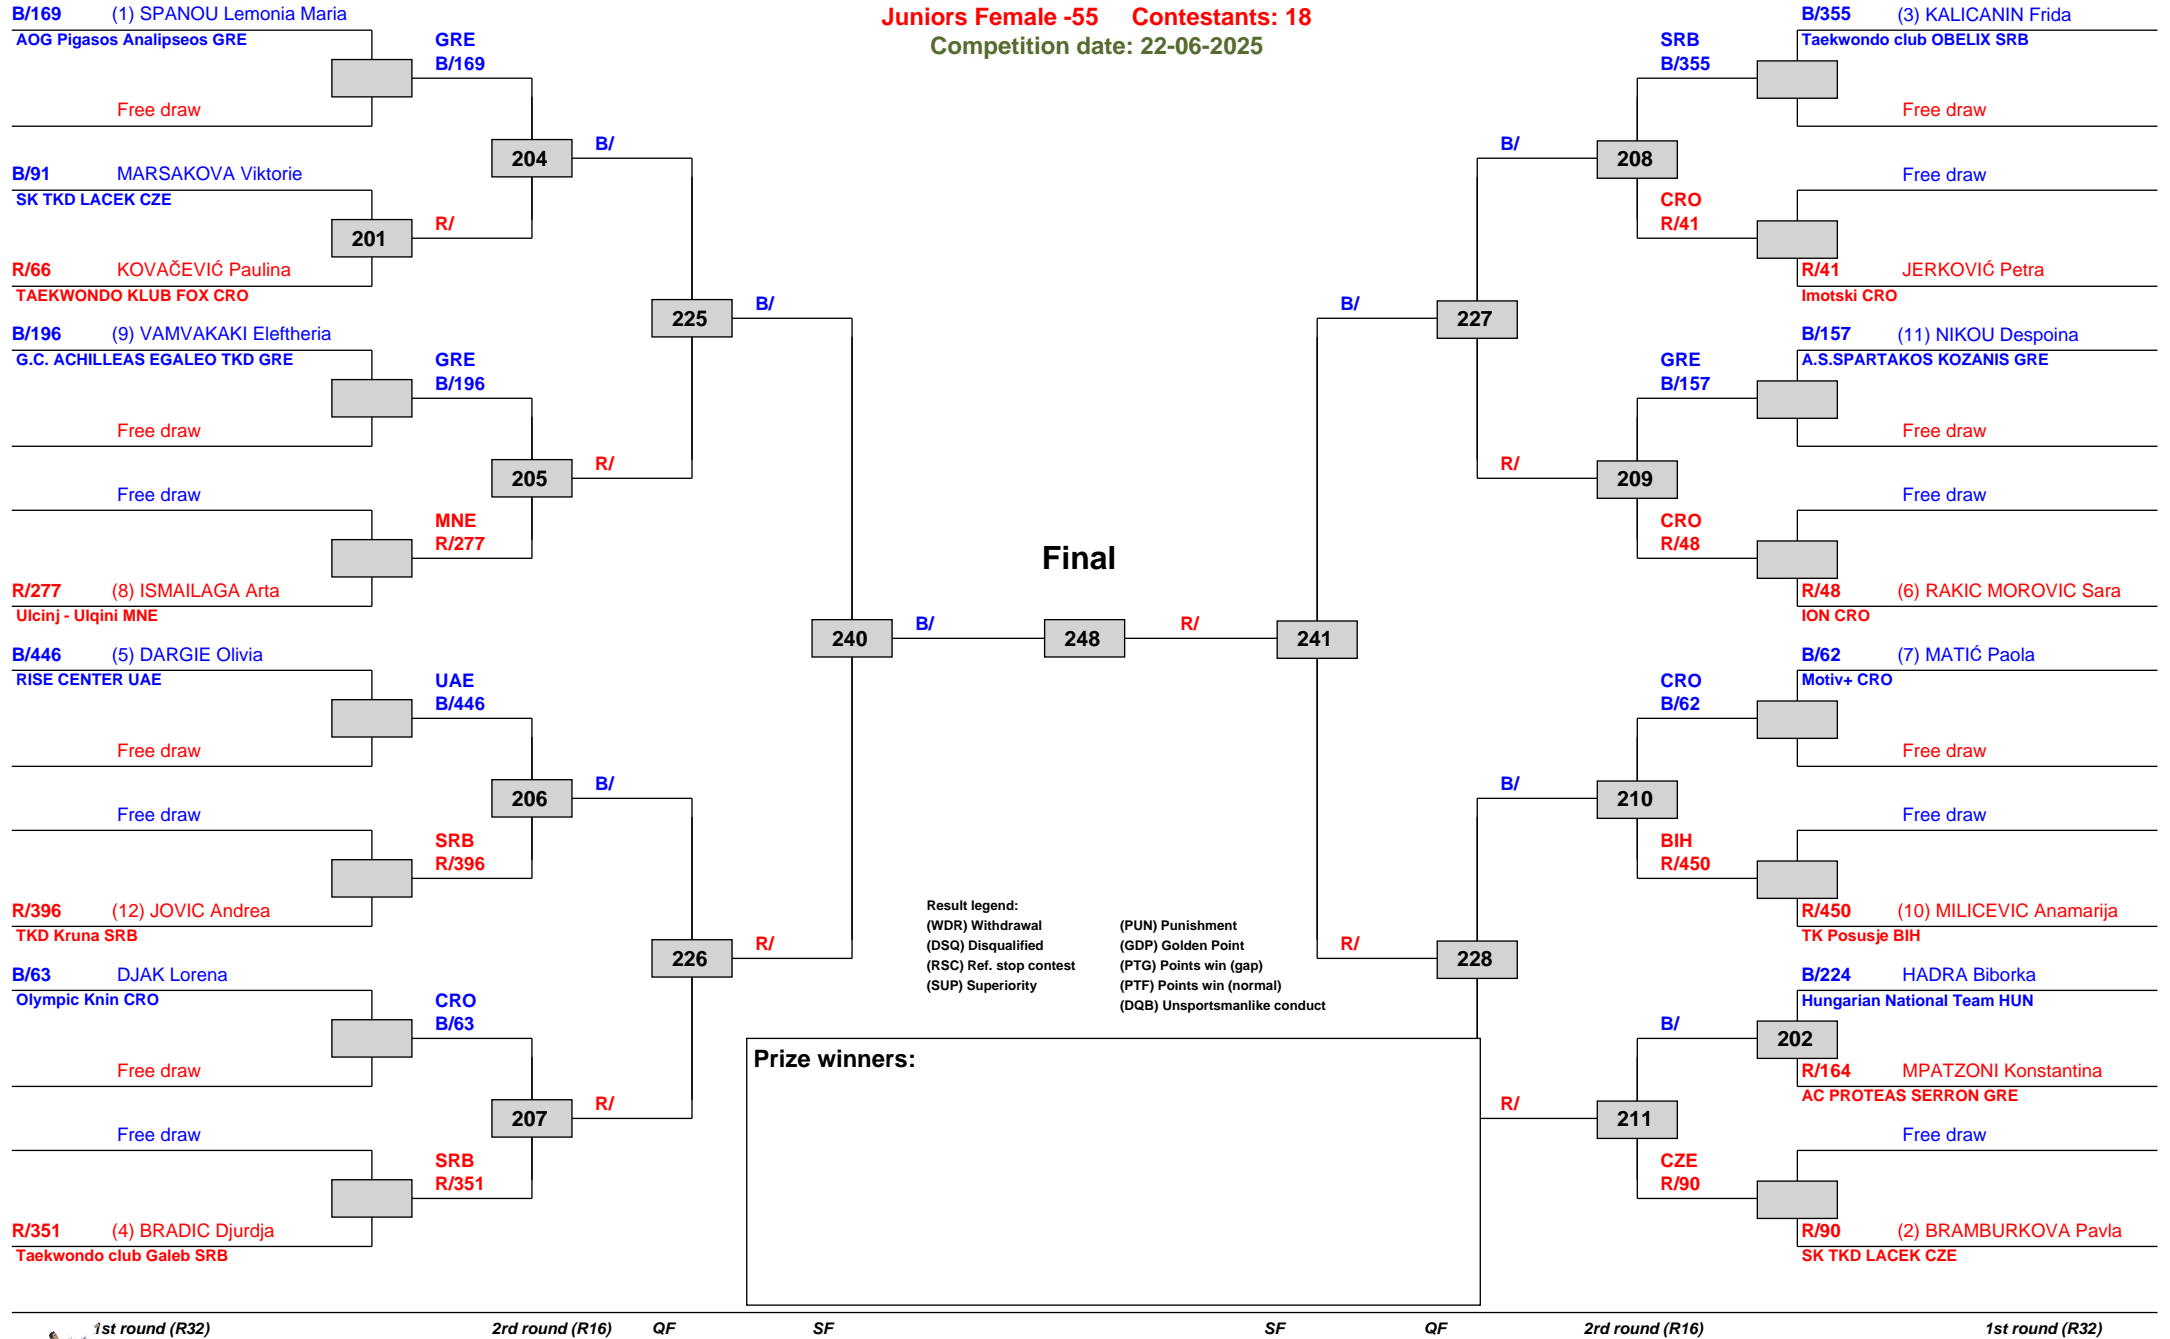 Juniors Female -55 Contestants: 18
Competition date: 22-06-2025
B/169 (1) SPANOU Lemonia Maria
AOG Pigasos Analipseos GRE
GRE
B/169
Free draw
204
B/
B/91 MARSAKOVA Viktorie
SK TKD LACEK CZE
201
R/
R/66 KOVAČEVIĆ Paulina
TAEKWONDO KLUB FOX CRO
225
B/
B/196 (9) VAMVAKAKI Eleftheria
G.C. ACHILLEAS EGALEO TKD GRE
GRE
B/196
Free draw
205
R/
Free draw
MNE
R/277
R/277 (8) ISMAILAGA Arta
Ulcinj - Ulqini MNE
240
B/
B/446 (5) DARGIE Olivia
RISE CENTER UAE
UAE
B/446
Free draw
206
B/
Free draw
SRB
R/396
R/396 (12) JOVIC Andrea
TKD Kruna SRB
226
R/
B/63 DJAK Lorena
Olympic Knin CRO
CRO
B/63
Free draw
207
R/
Free draw
SRB
R/351
R/351 (4) BRADIC Djurdja
Taekwondo club Galeb SRB
Final
248
R/
241
B/355 (3) KALICANIN Frida
Taekwondo club OBELIX SRB
SRB
B/355
Free draw
B/
208
Free draw
CRO
R/41
R/41 JERKOVIĆ Petra
Imotski CRO
B/
227
B/157 (11) NIKOU Despoina
A.S.SPARTAKOS KOZANIS GRE
GRE
B/157
Free draw
R/
209
Free draw
CRO
R/48
R/48 (6) RAKIC MOROVIC Sara
ION CRO
B/62 (7) MATIĆ Paola
Motiv+ CRO
CRO
B/62
Free draw
B/
210
Free draw
BIH
R/450
R/450 (10) MILICEVIC Anamarija
TK Posusje BIH
R/
228
B/224 HADRA Biborka
Hungarian National Team HUN
B/
202
R/164 MPATZONI Konstantina
AC PROTEAS SERRON GRE
R/
211
Free draw
CZE
R/90
R/90 (2) BRAMBURKOVA Pavla
SK TKD LACEK CZE
Result legend:
(WDR) Withdrawal (PUN) Punishment
(DSQ) Disqualified (GDP) Golden Point
(RSC) Ref. stop contest (PTG) Points win (gap)
(SUP) Superiority (PTF) Points win (normal)
(DQB) Unsportsmanlike conduct
Prize winners:
1st round (R32) 2rd round (R16) QF SF SF QF 2rd round (R16) 1st round (R32)